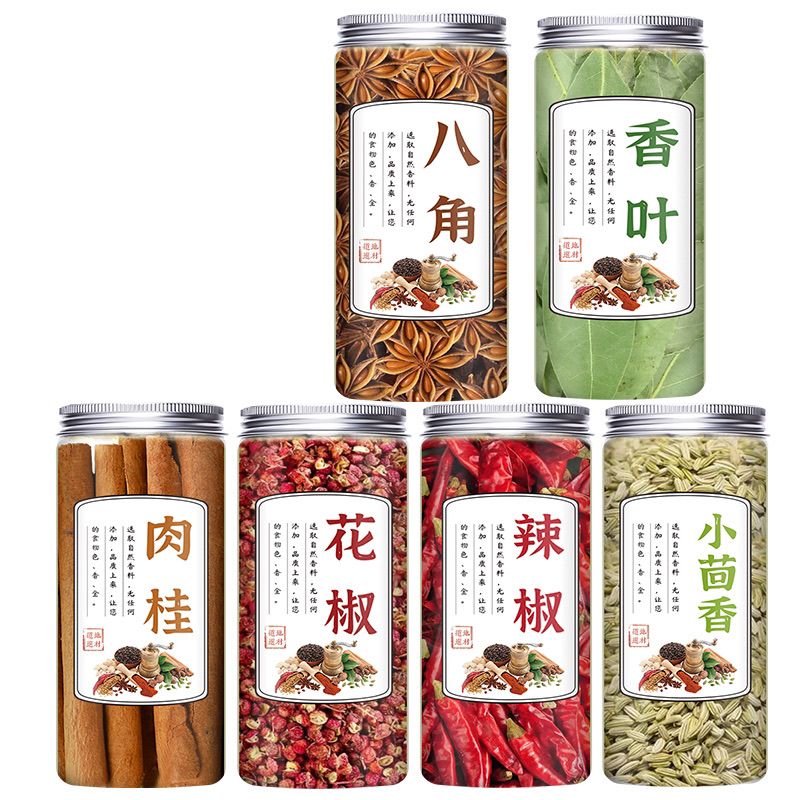 八角
选取自然香料,无任何
添加,品质上乘,让您
的食物色、香、全。
香叶
选取自然香料,无任何
添加,品质上乘,让您
的食物色、香、全。
肉桂
选取自然香料,无任何
添加,品质上乘,让您
的食物色、香、全。
花椒
选取自然香料,无任何
添加,品质上乘,让您
的食物色、香、全。
辣椒
选取自然香料,无任何
添加,品质上乘,让您
的食物色、香、全。
小茴香
选取自然香料,无任何
添加,品质上乘,让您
的食物色、香、全。